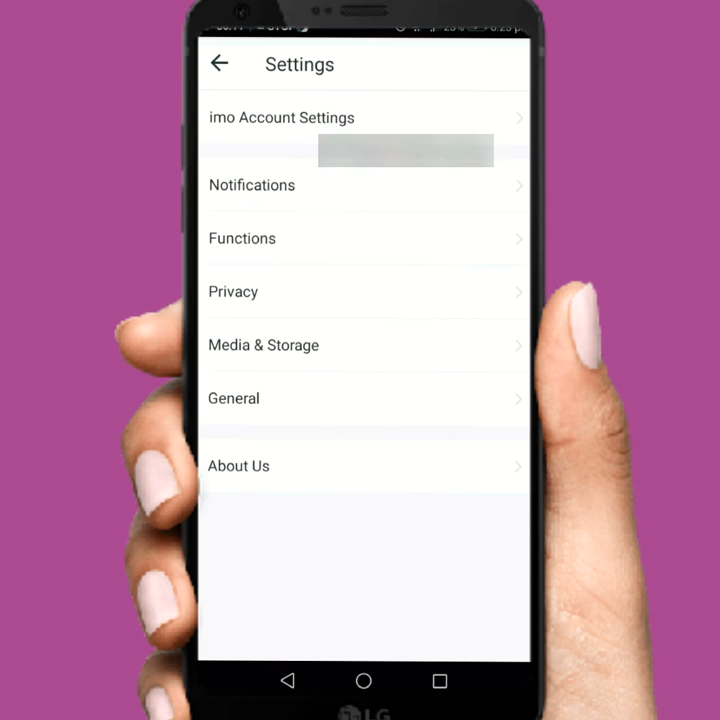 Settings
imo Account Settings
Notifications
Functions
Privacy
Media & Storage
General
About Us
LG